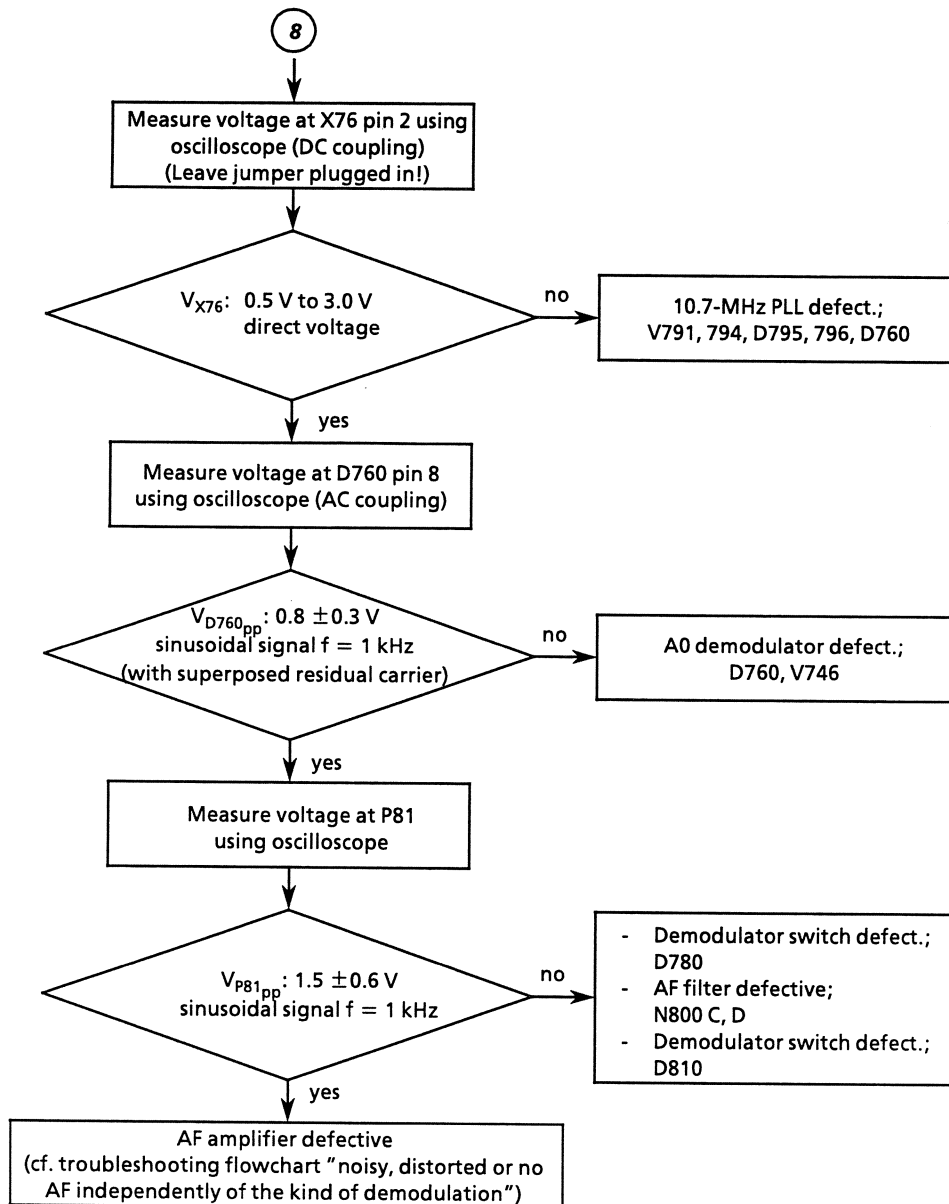 8
Measure voltage at X76 pin 2 using
oscilloscope (DC coupling)
(Leave jumper plugged in!)
VX76: 0.5 V to 3.0 V
direct voltage
no
10.7-MHz PLL defect.;
V791, 794, D795, 796, D760
yes
Measure voltage at D760 pin 8
using oscilloscope (AC coupling)
VD760pp: 0.8 ±0.3 V
sinusoidal signal f = 1 kHz
(with superposed residual carrier)
no
A0 demodulator defect.;
D760, V746
yes
Measure voltage at P81
using oscilloscope
VP81pp: 1.5 ±0.6 V
sinusoidal signal f = 1 kHz
no
- Demodulator switch defect.;
D780
- AF filter defective;
N800 C, D
- Demodulator switch defect.;
D810
yes
AF amplifier defective
(cf. troubleshooting flowchart "noisy, distorted or no
AF independently of the kind of demodulation")